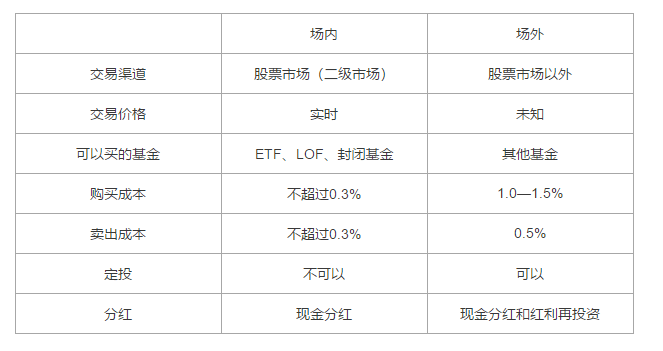 场内 场外
交易渠道 股票市场（二级市场） 股票市场以外
交易价格 实时 未知
可以买的基金 ETF、LOF、封闭基金 其他基金
购买成本 不超过0.3% 1.0—1.5%
卖出成本 不超过0.3% 0.5%
定投 不可以 可以
分红 现金分红 现金分红和红利再投资